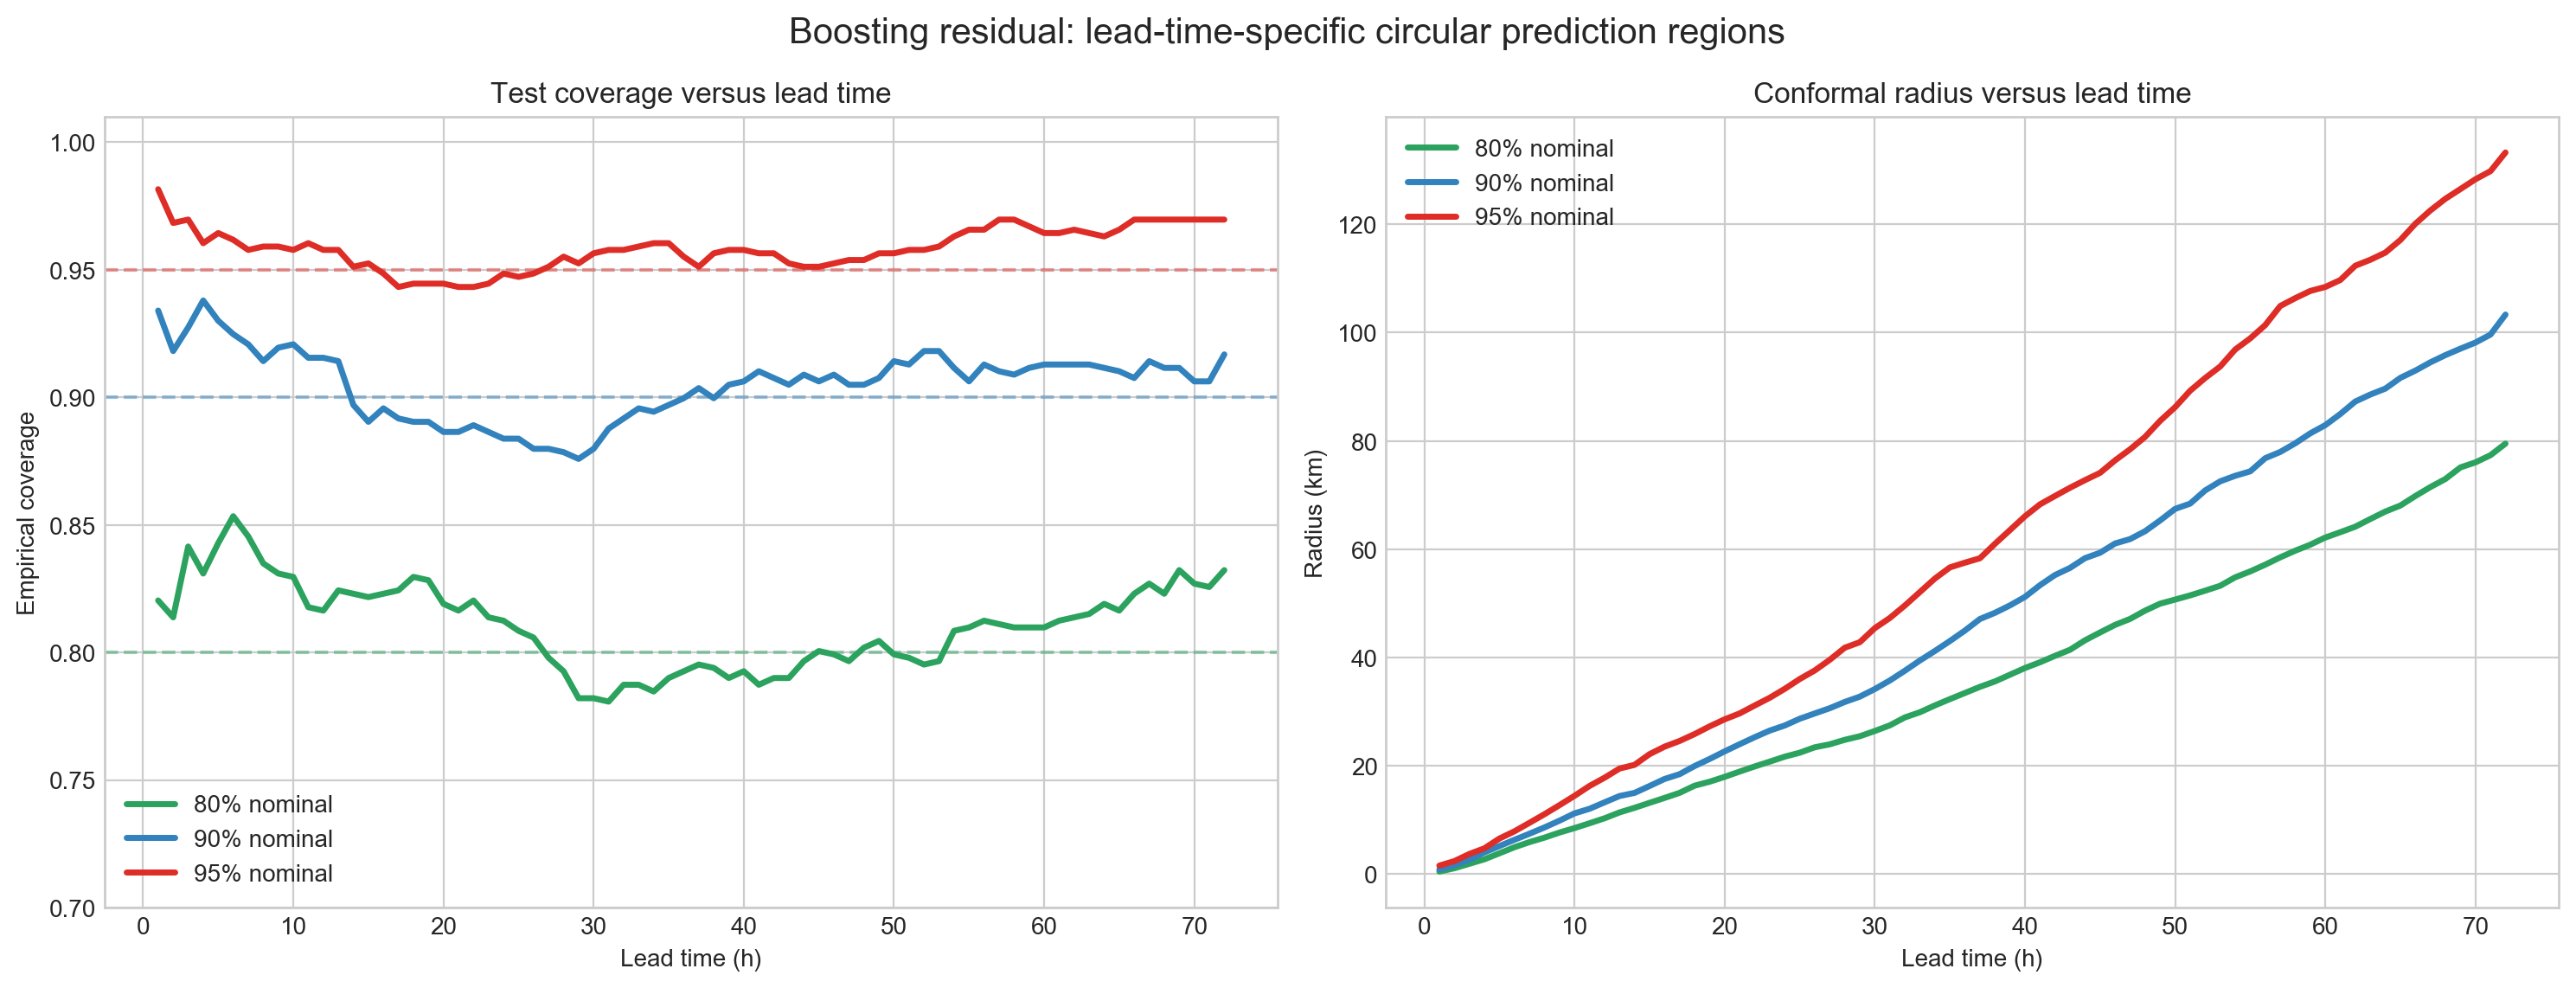 Boosting residual: lead-time-specific circular prediction regions
Test coverage versus lead time
1.00
0.95
0.90
0.85
0.80
0.75
0.70
Empirical coverage
80% nominal
90% nominal
95% nominal
0 10 20 30 40 50 60 70
Lead time (h)
Conformal radius versus lead time
80% nominal
90% nominal
95% nominal
120
100
80
60
40
20
0
Radius (km)
0 10 20 30 40 50 60 70
Lead time (h)